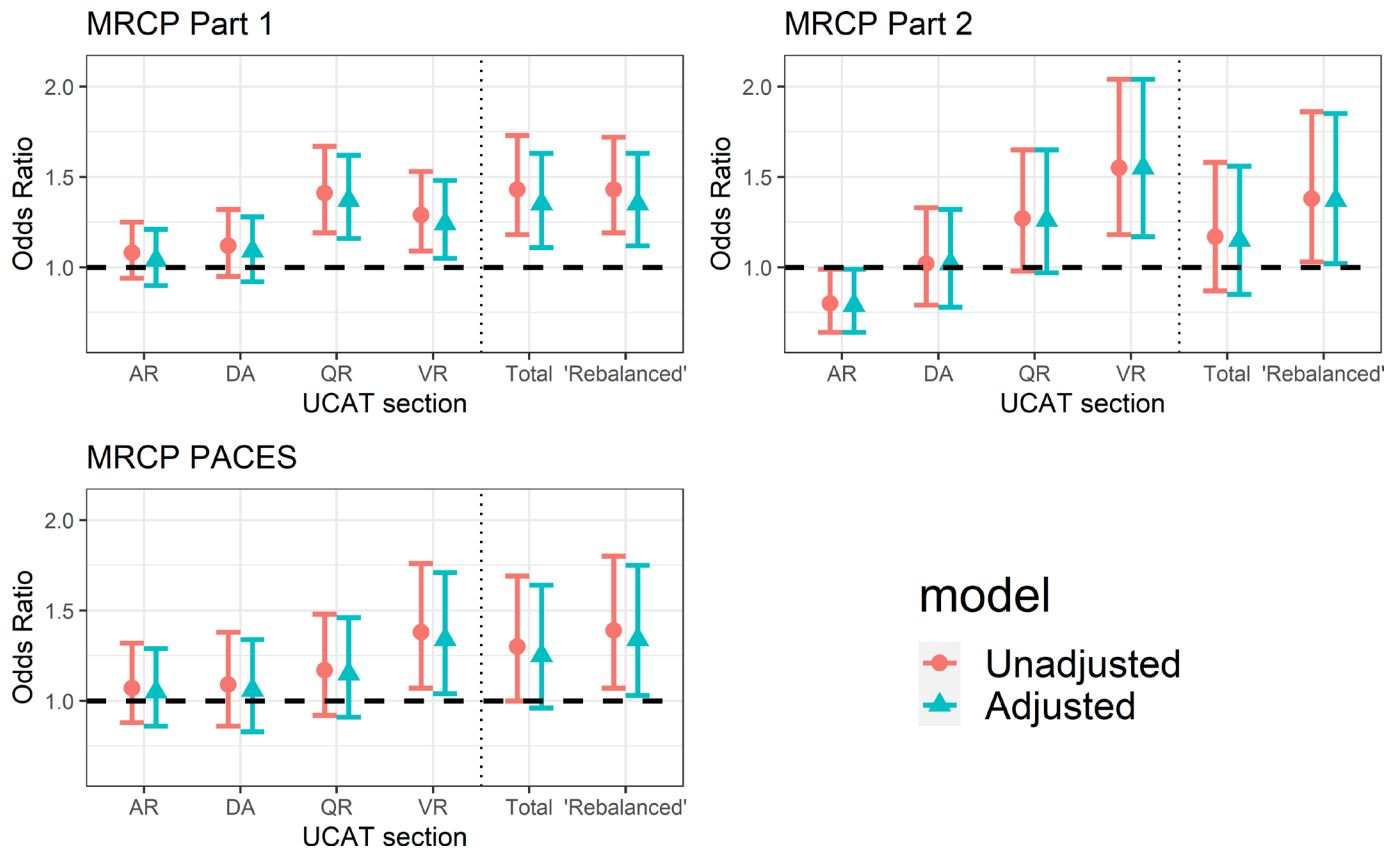 MRCP Part 1
Odds Ratio
2.0
1.5
1.0
AR DA QR VR Total 'Rebalanced'
UCAT section
MRCP Part 2
Odds Ratio
2.0
1.5
1.0
AR DA QR VR Total 'Rebalanced'
UCAT section
MRCP PACES
Odds Ratio
2.0
1.5
1.0
AR DA QR VR Total 'Rebalanced'
UCAT section
model
Unadjusted
Adjusted